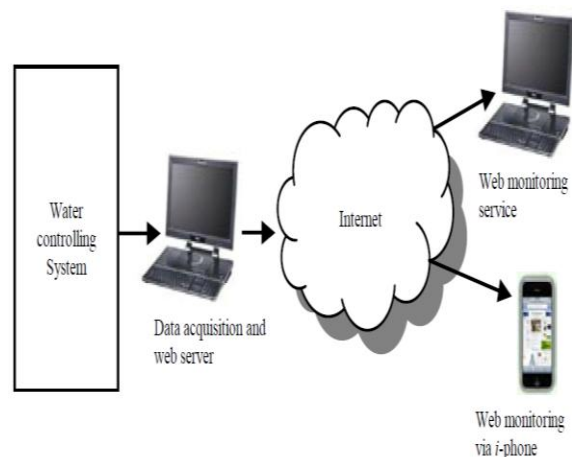 Water
controlling
System
Data acquisition and
web server
Internet
Web monitoring
service
Web monitoring
via i-phone